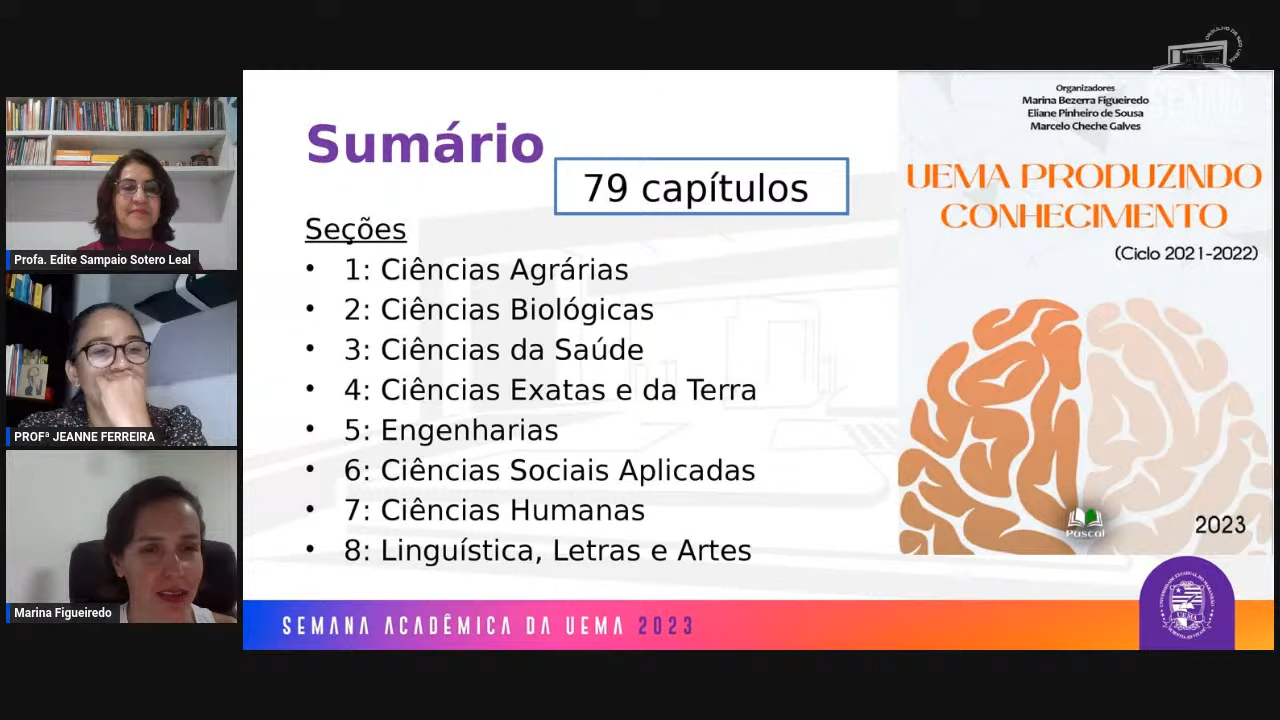 Profa. Edite Sampaio Sotero Leal
PROFª JEANNE FERREIRA
Marina Figueiredo
Sumário
79 capítulos
Seções
• 1: Ciências Agrárias
• 2: Ciências Biológicas
• 3: Ciências da Saúde
• 4: Ciências Exatas e da Terra
• 5: Engenharias
• 6: Ciências Sociais Aplicadas
• 7: Ciências Humanas
• 8: Linguística, Letras e Artes
Organizadores
Marina Bezerra Figueiredo
Eliane Pinheiro de Sousa
Marcelo Cheche Galves
UEMA PRODUZINDO
CONHECIMENTO
(Ciclo 2021-2022)
Pascal
2023
SEMANA ACADÊMICA DA UEMA 2023
UEMA